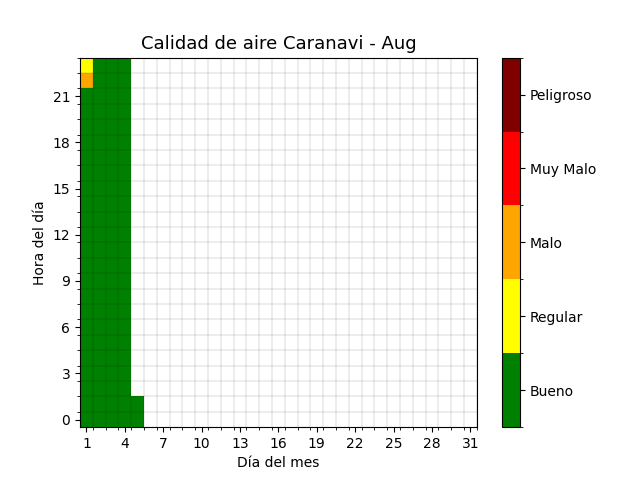 Calidad de aire Caranavi - Aug
Hora del día
21
18
15
12
9
6
3
0
1 4 7 10 13 16 19 22 25 28 31
Día del mes
Peligroso
Muy Malo
Malo
Regular
Bueno